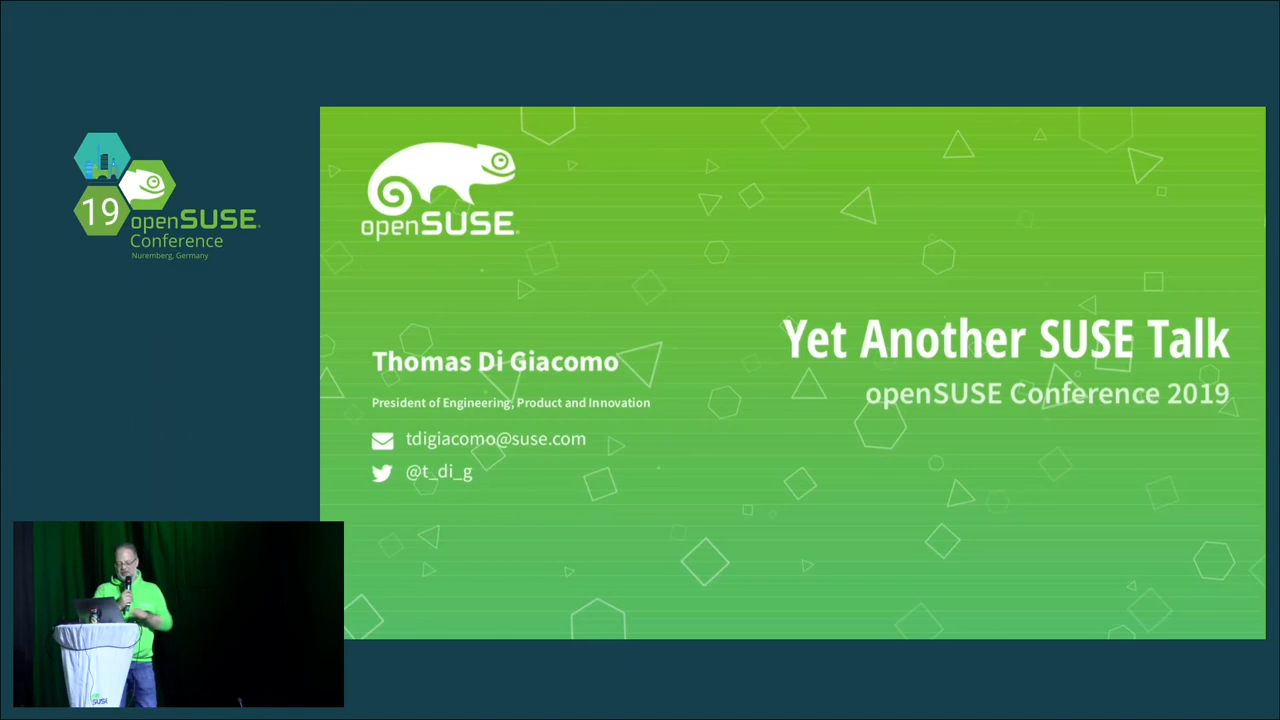 19
openSUSE
Conference
Nuremberg, Germany
openSUSE
Thomas Di Giacomo
President of Engineering, Product and Innovation
tdigiacomo@suse.com
@t_di_g
Yet Another SUSE Talk
openSUSE Conference 2019
SUSE